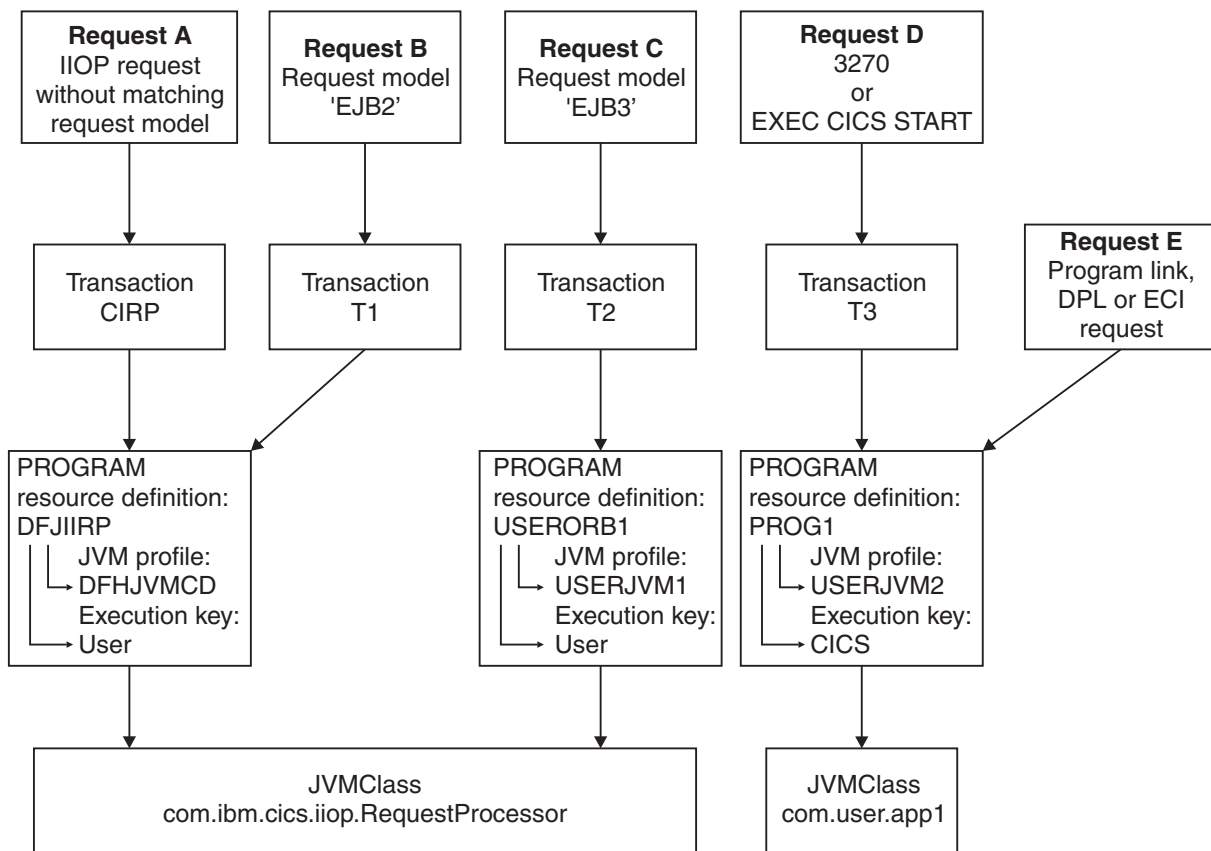 Request A
IIOP request
without matching
request model
Request B
Request model
'EJB2’
Request C
Request model
'EJB3’
Request D
3270
or
EXEC CICS START
Transaction
CIRP
Transaction
T1
Transaction
T2
Transaction
T3
Request E
Program link,
DPL or ECI
request
PROGRAM
resource definition:
DFJIIRP
JVM profile:
DFHJVMCD
Execution key:
User
PROGRAM
resource definition:
USERORB1
JVM profile:
USERJVM1
Execution key:
User
PROGRAM
resource definition:
PROG1
JVM profile:
USERJVM2
Execution key:
CICS
JVMClass
com.ibm.cics.iiop.RequestProcessor
JVMClass
com.user.app1